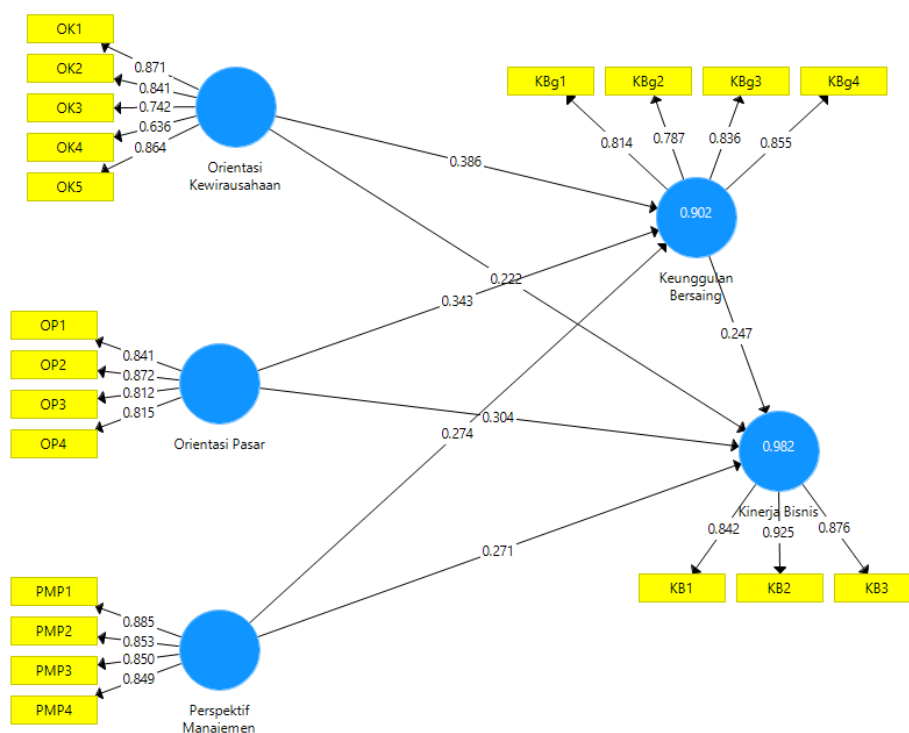 OK1
OK2
OK3
OK4
OK5
0.871
0.841
0.742
0.636
0.864
Orientasi
Kewirausahaan
KBg1
KBg2
KBg3
KBg4
0.814
0.787
0.836
0.855
0.386
0.902
Keunggulan
Bersaing
0.222
0.343
0.247
OP1
OP2
OP3
OP4
0.841
0.872
0.812
0.815
Orientasi Pasar
0.304
0.274
0.982
Kinerja Bisnis
0.842
0.925
0.876
KB1
KB2
KB3
0.271
PMP1
PMP2
PMP3
PMP4
0.885
0.853
0.850
0.849
Perspektif
Manajemen